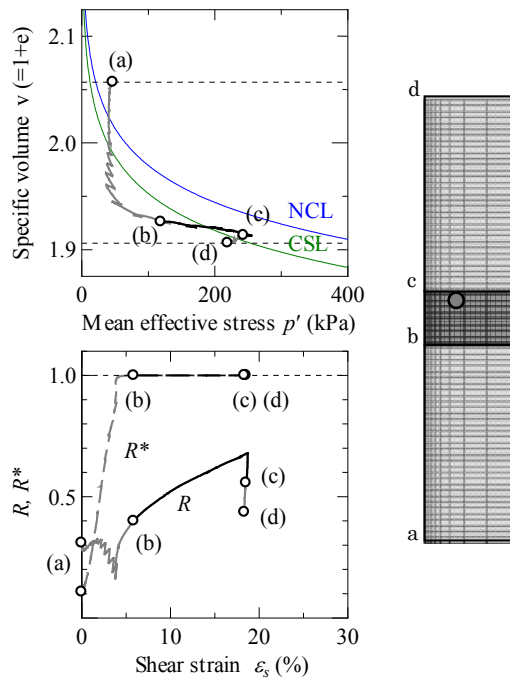 Specific volume v (=1+e)
2.1
2.0
1.9
(a)
(b)
(c)
(d)
NCL
CSL
0
200
400
Mean effective stress p' (kPa)
R, R*
1.0
0.5
(a)
(b)
(c) (d)
R*
R
(b)
(c)
(d)
0
10
20
30
Shear strain εs (%)
d
c
b
a